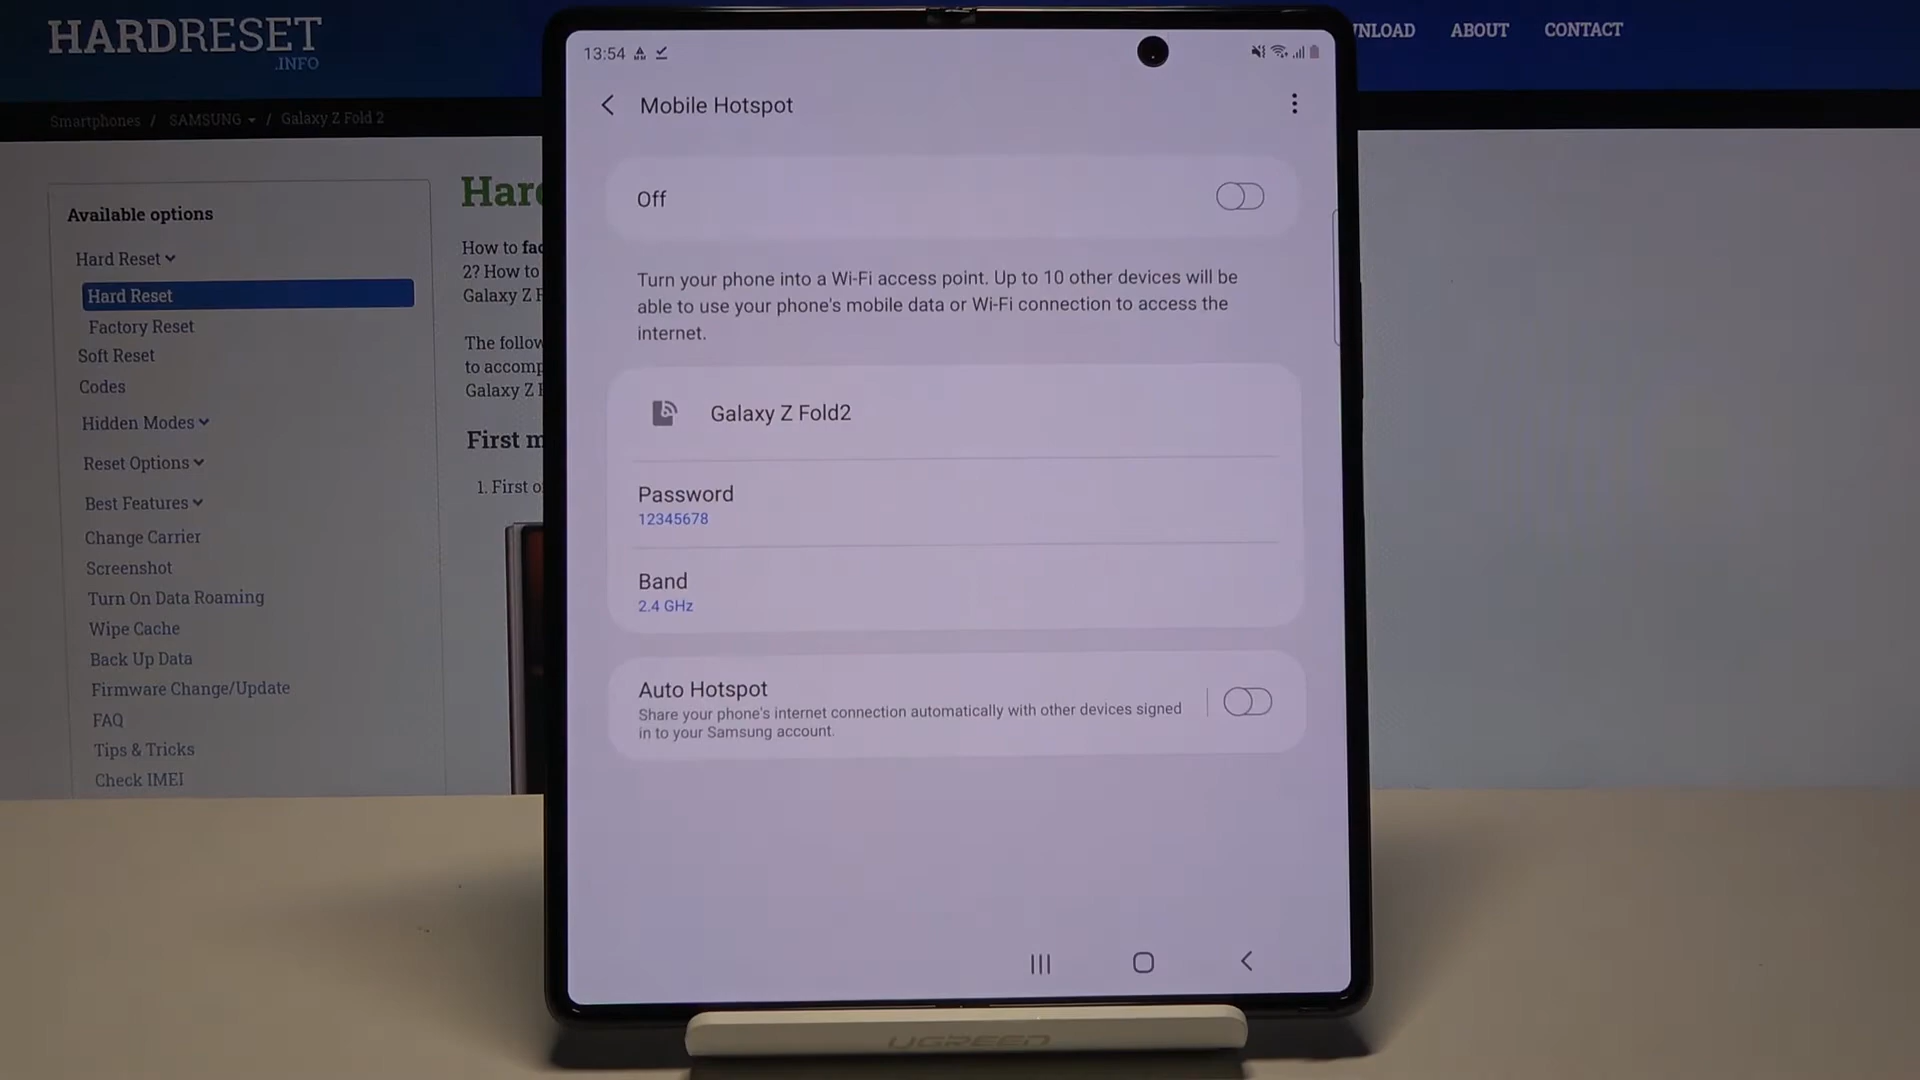 HARDRESET
.INFO
NLOAD ABOUT CONTACT
Smartphones / SAMSUNG / Galaxy Z Fold 2
Available options
Hard Reset
Hard Reset
Factory Reset
Soft Reset
Codes
Hidden Modes
Reset Options
Best Features
Change Carrier
Screenshot
Turn On Data Roaming
Wipe Cache
Back Up Data
Firmware Change/Update
FAQ
Tips & Tricks
Check IMEI
How to
2? How to
Galaxy Z
The follow
to accomp
Galaxy Z
First
1. First
13:54
Mobile Hotspot
Off
Turn your phone into a Wi-Fi access point. Up to 10 other devices will be
able to use your phone's mobile data or Wi-Fi connection to access the
internet.
Galaxy Z Fold2
Password
12345678
Band
2.4 GHz
Auto Hotspot
Share your phone's internet connection automatically with other devices signed
in to your Samsung account.
UGREEN